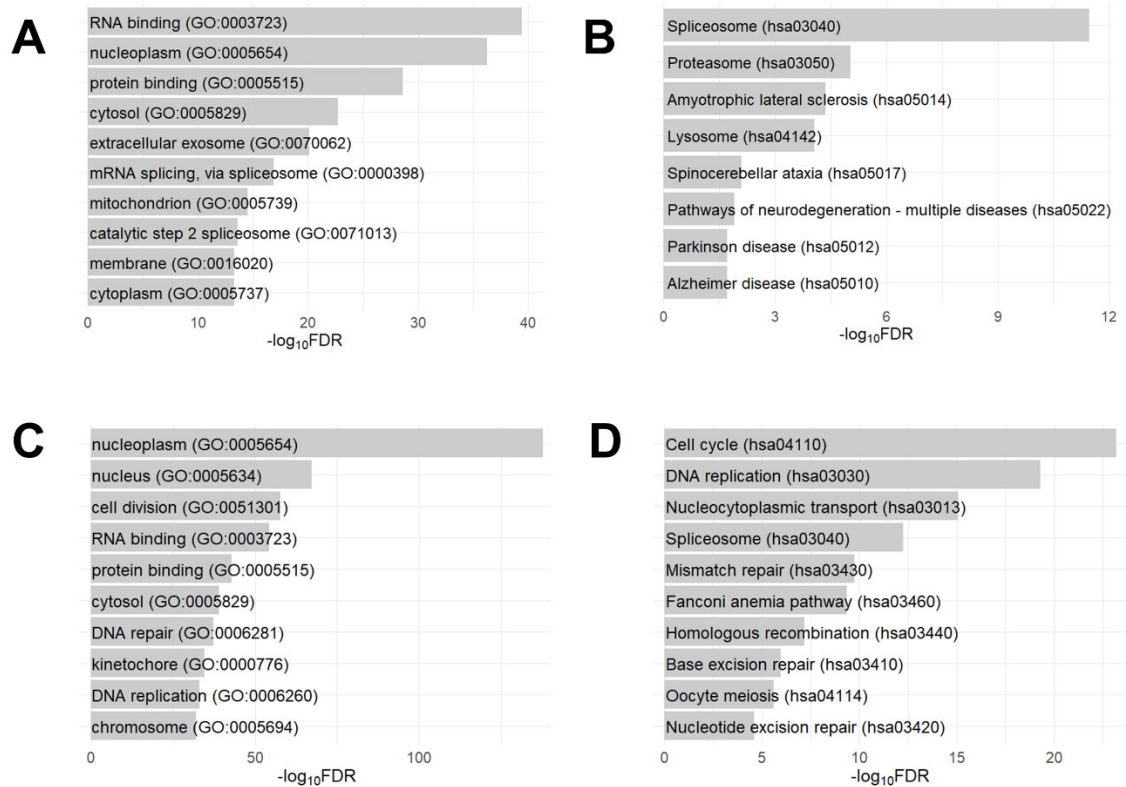 A
RNA binding (GO:0003723)
nucleoplasm (GO:0005654)
protein binding (GO:0005515)
cytosol (GO:0005829)
extracellular exosome (GO:0070062)
mRNA splicing, via spliceosome (GO:0000398)
mitochondrion (GO:0005739)
catalytic step 2 spliceosome (GO:0071013)
membrane (GO:0016020)
cytoplasm (GO:0005737)
0 10 20 30 40
-log₁₀FDR
B
Spliceosome (hsa03040)
Proteasome (hsa03050)
Amyotrophic lateral sclerosis (hsa05014)
Lysosome (hsa04142)
Spinocerebellar ataxia (hsa05017)
Pathways of neurodegeneration - multiple diseases (hsa05022)
Parkinson disease (hsa05012)
Alzheimer disease (hsa05010)
0 3 6 9 12
-log₁₀FDR
C
nucleoplasm (GO:0005654)
nucleus (GO:0005634)
cell division (GO:0051301)
RNA binding (GO:0003723)
protein binding (GO:0005515)
cytosol (GO:0005829)
DNA repair (GO:0006281)
kinetochore (GO:0000776)
DNA replication (GO:0006260)
chromosome (GO:0005694)
0 50 100
-log₁₀FDR
D
Cell cycle (hsa04110)
DNA replication (hsa03030)
Nucleocytoplasmic transport (hsa03013)
Spliceosome (hsa03040)
Mismatch repair (hsa03430)
Fanconi anemia pathway (hsa03460)
Homologous recombination (hsa03440)
Base excision repair (hsa03410)
Oocyte meiosis (hsa04114)
Nucleotide excision repair (hsa03420)
0 5 10 15 20
-log₁₀FDR